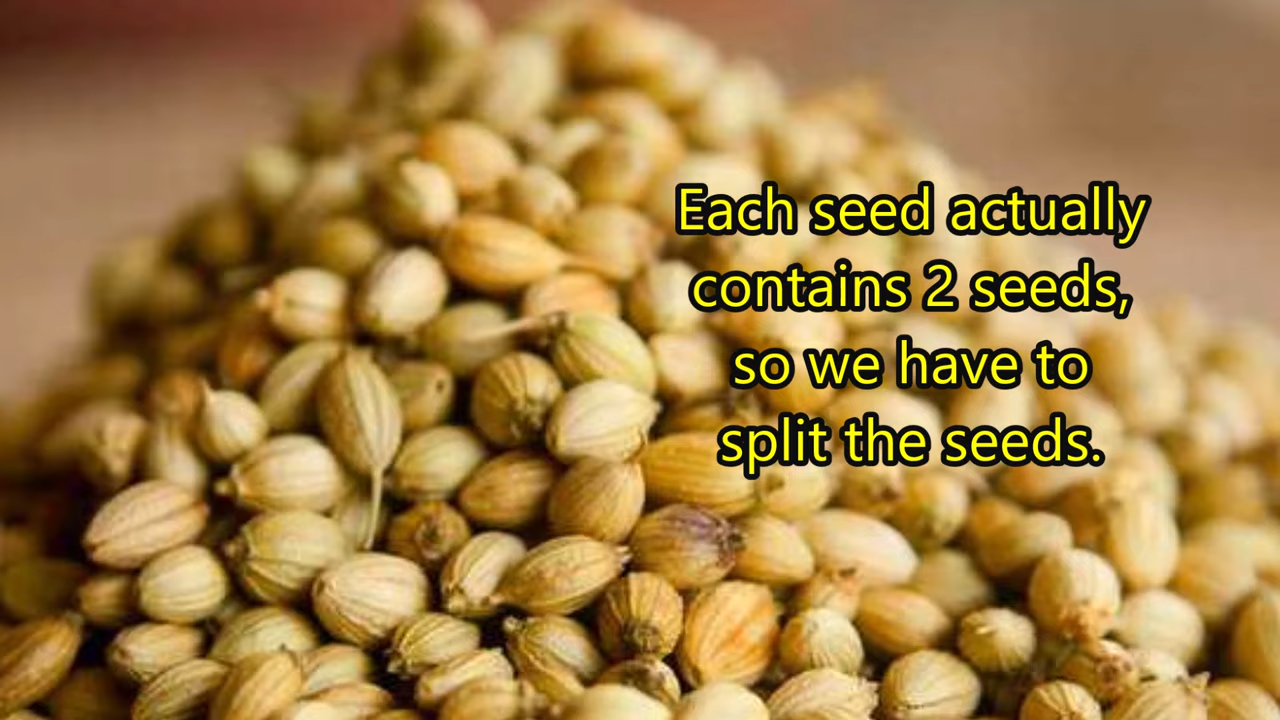 Each seed actually
contains 2 seeds,
so we have to
split the seeds.